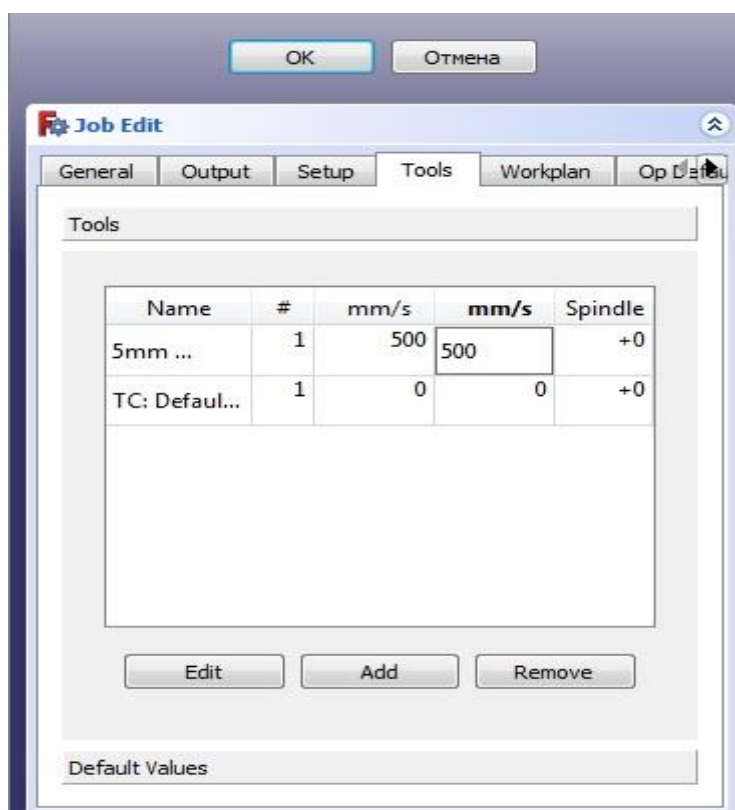 OK Отмена
Job Edit
General Output Setup Tools Workplan
Tools
Name # mm/s mm/s Spindle
5mm ... 1 500 500 +0
TC: Defaul... 1 0 0 +0
Edit Add Remove
Default Values